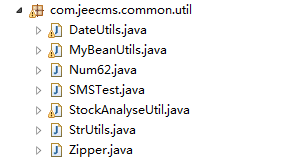 com.jeecms.common.util
DateUtils.java
MyBeanUtils.java
Num62.java
SMSTest.java
StockAnalyseUtil.java
StrUtils.java
Zipper.java